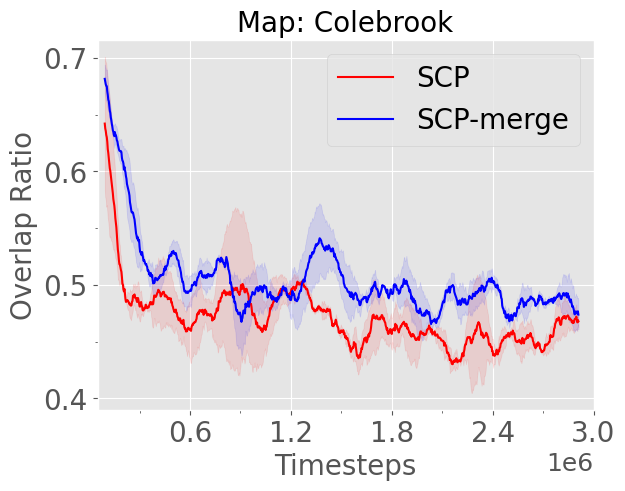 Map: Colebrook
SCP
SCP-merge
Overlap Ratio
0.7
0.6
0.5
0.4
0.6 1.2 1.8 2.4 3.0
1e6
Timesteps